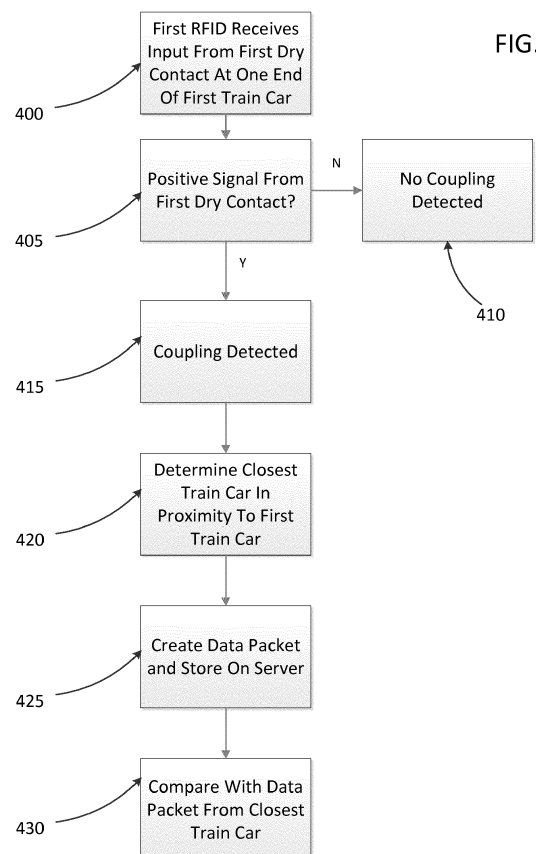 First RFID Receives
Input From First Dry
Contact At One End
Of First Train Car
FIG.
400
Positive Signal From
First Dry Contact?
N
No Coupling
Detected
405
Y
410
Coupling Detected
415
Determine Closest
Train Car In
Proximity To First
Train Car
420
Create Data Packet
and Store On Server
425
Compare With Data
Packet From Closest
Train Car
430